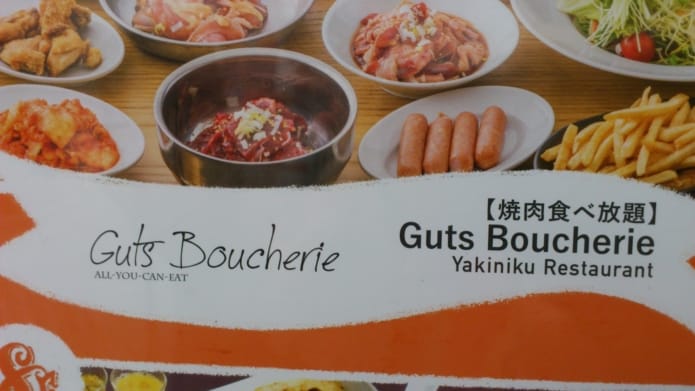 Guts Boucherie
ALL-YOU-CAN-EAT
【焼肉食べ放題】
Guts Boucherie
Yakiniku Restaurant
&